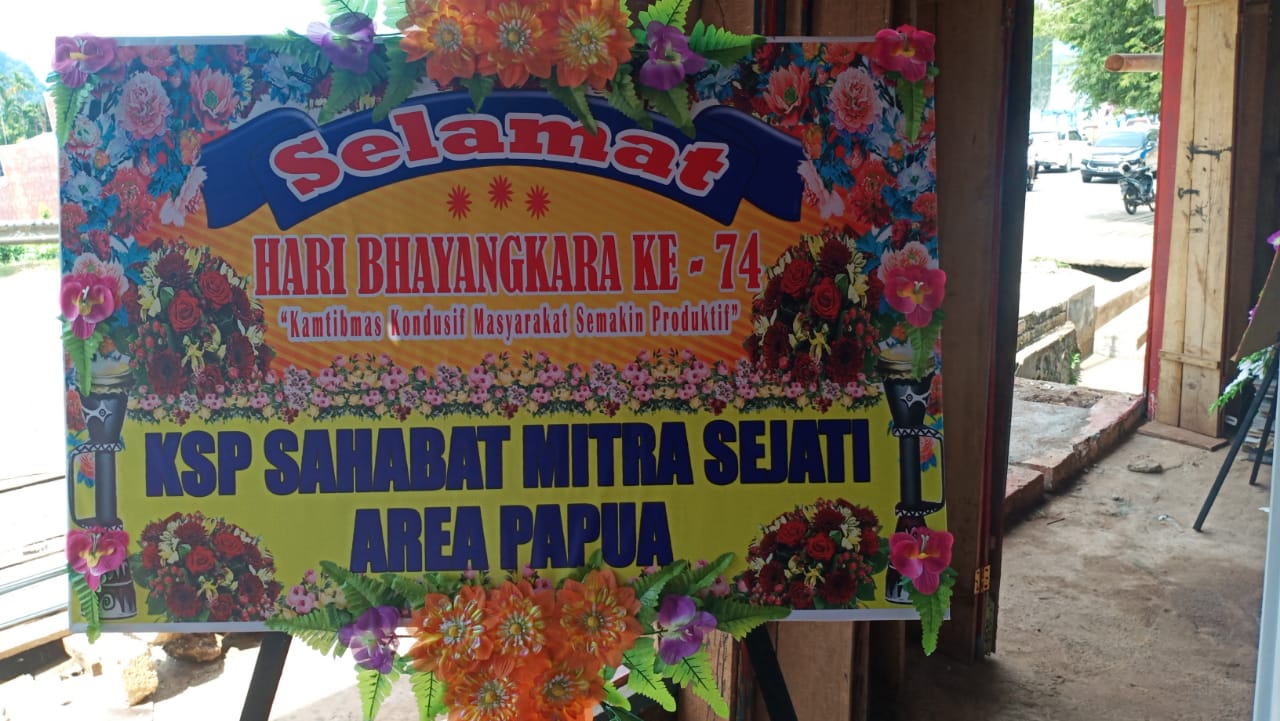 Selamat
HARI BHAYANGKARA KE - 74
"Kamtibmas Kondusif Masyarakat Semakin Produktif"
KSP SAHABAT MITRA SEJATI
AREA PAPUA